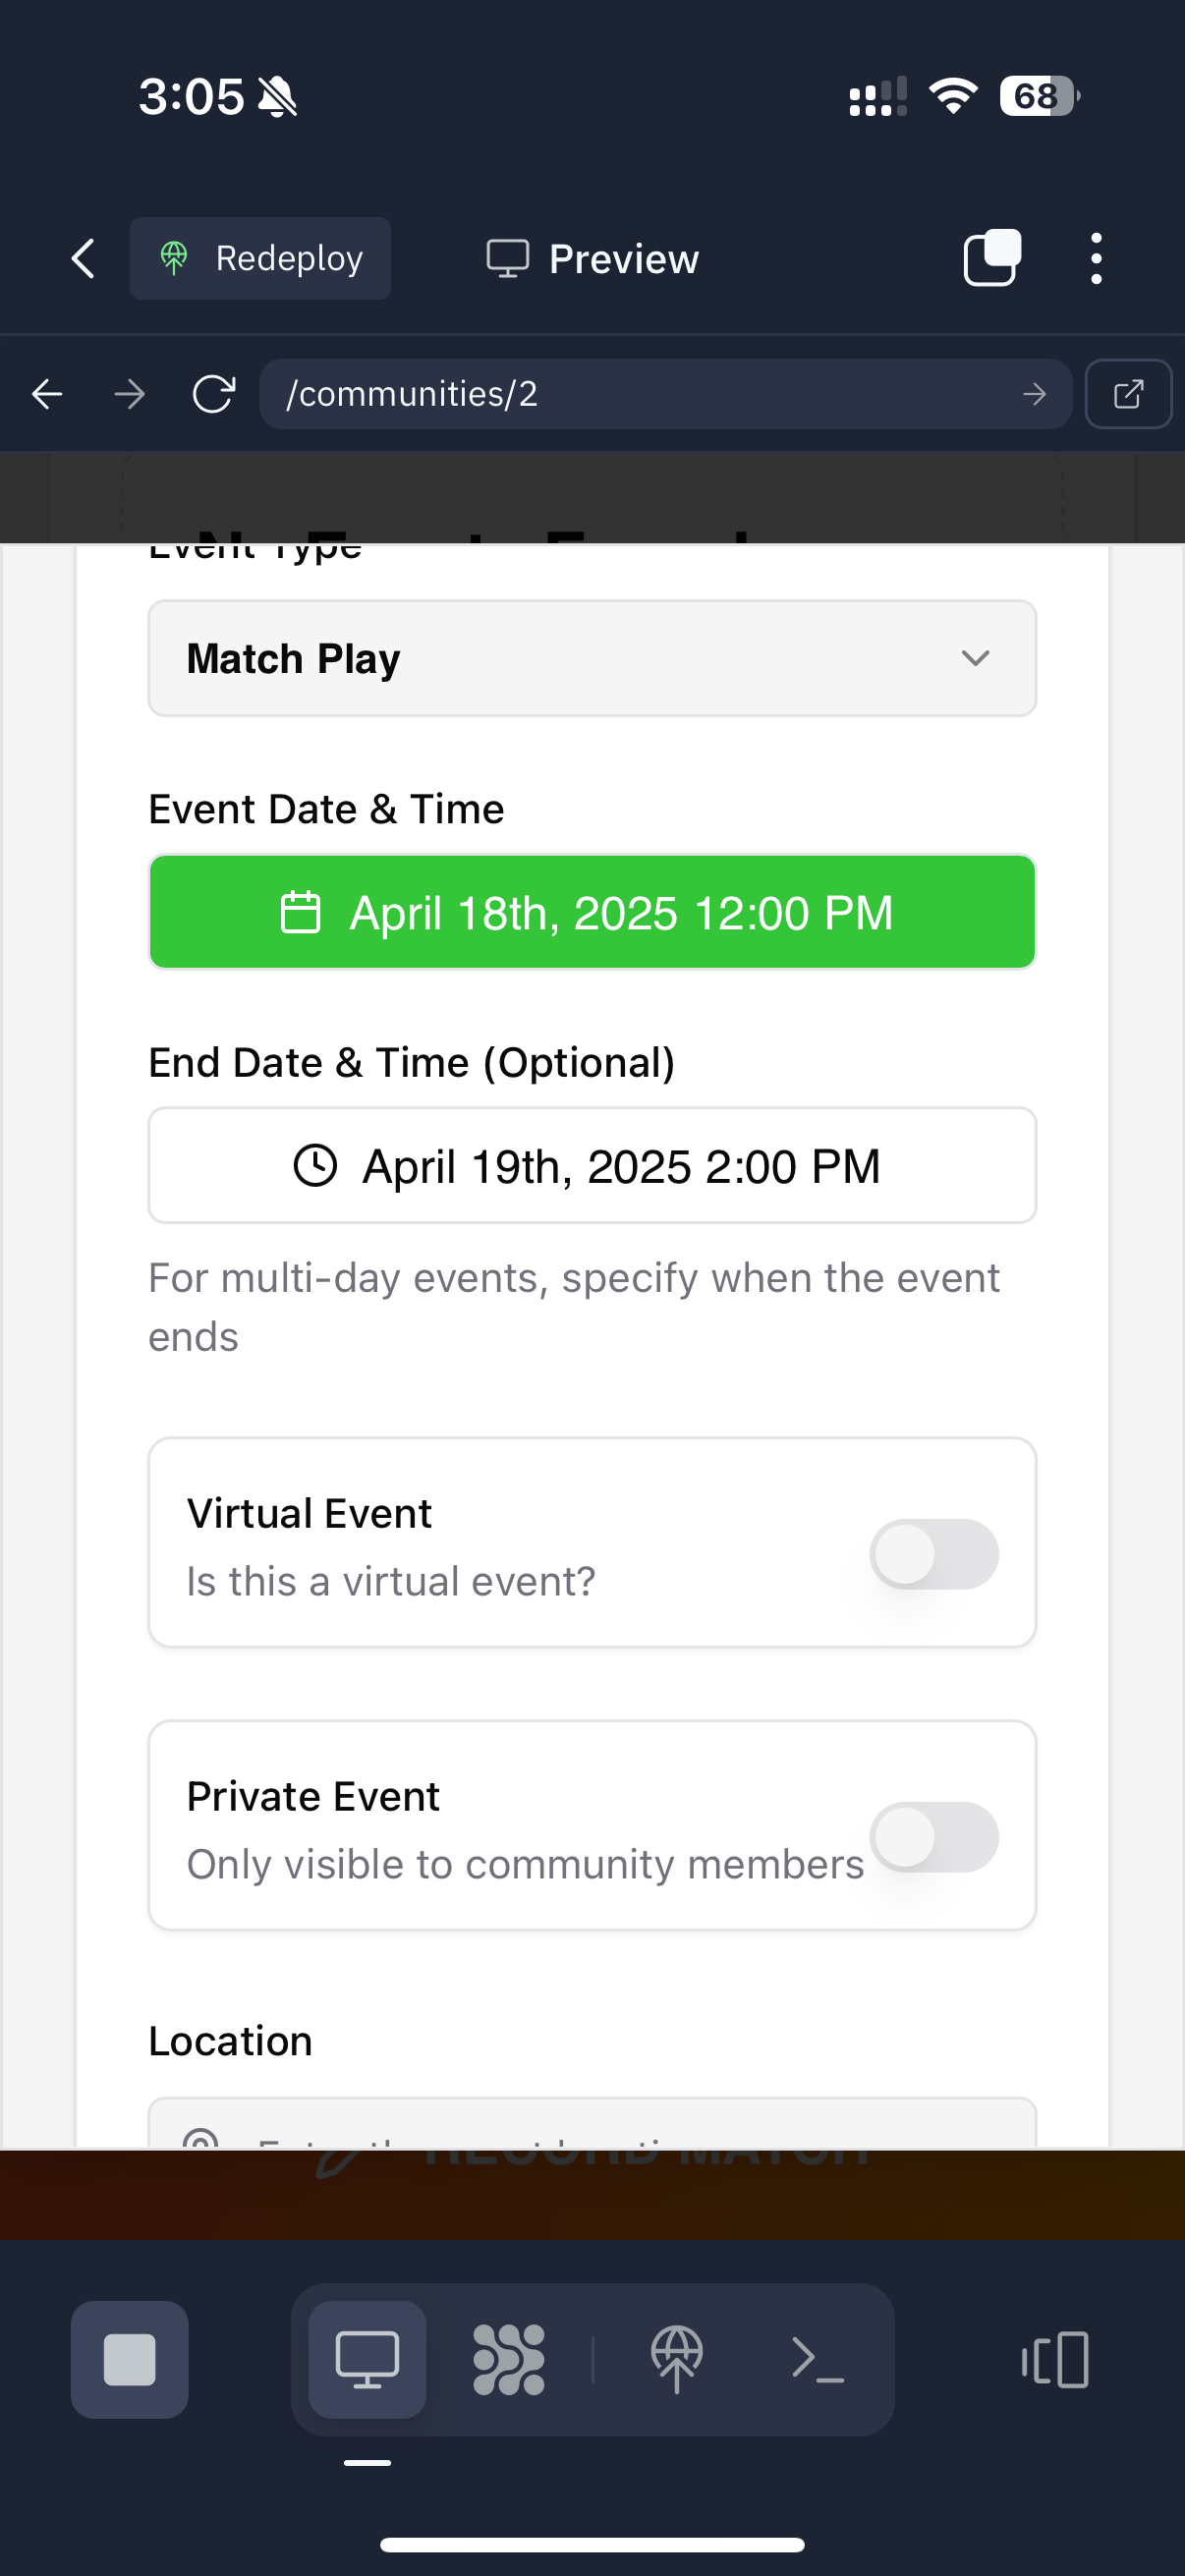 3:05
68
Redeploy
Preview
/communities/2
Event Type
Match Play
Event Date & Time
April 18th, 2025 12:00 PM
End Date & Time (Optional)
April 19th, 2025 2:00 PM
For multi-day events, specify when the event
ends
Virtual Event
Is this a virtual event?
Private Event
Only visible to community members
Location
RECORD MATCH